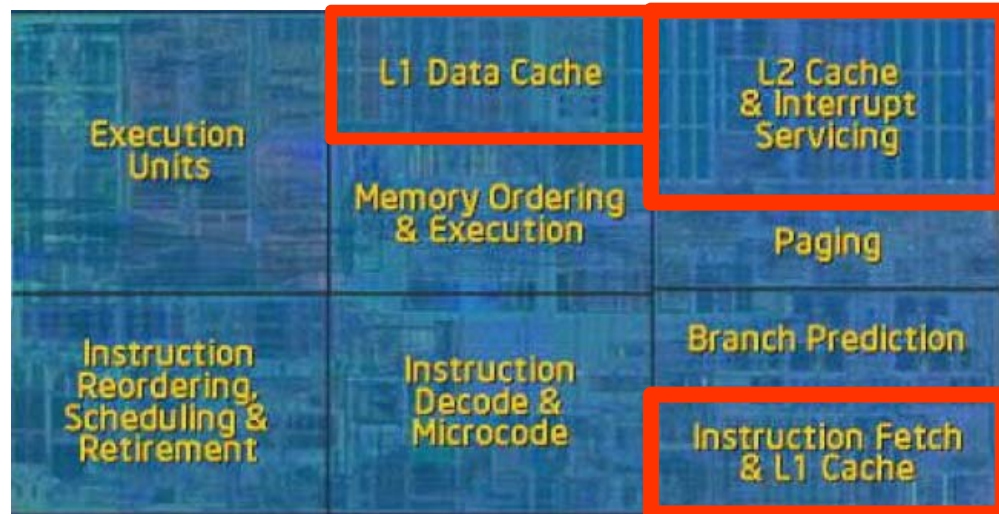 Execution
Units
L1 Data Cache
L2 Cache
& Interrupt
Servicing
Memory Ordering
& Execution
Paging
Instruction
Reordering,
Scheduling &
Retirement
Instruction
Decode &
Microcode
Branch Prediction
Instruction Fetch
& L1 Cache